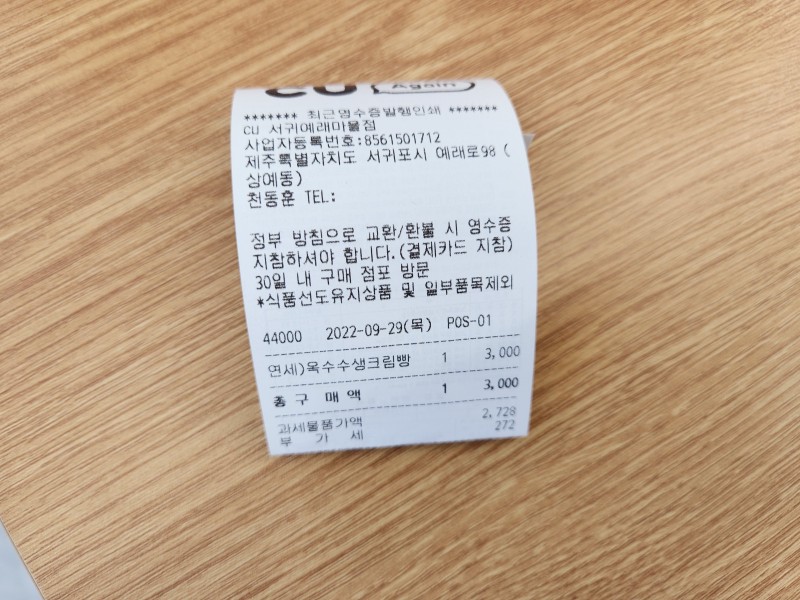 CU Again
******* 최근영수증발행인쇄 *******
CU 서귀예래마을점
사업자등록번호:8561501712
제주특별자치도 서귀포시 예래로98 (
상예동)
천동훈 TEL:
정부 방침으로 교환/환불 시 영수증
지참하셔야 합니다.(결제카드 지참)
30일 내 구매 점포 방문
*식품선도유지상품 및 일부품목제외
44000 2022-09-29(목) POS-01
연세)옥수수생크림빵 1 3,000
총 구 매 액 1 3,000
과세물품가액 2,728
부 가 세 272